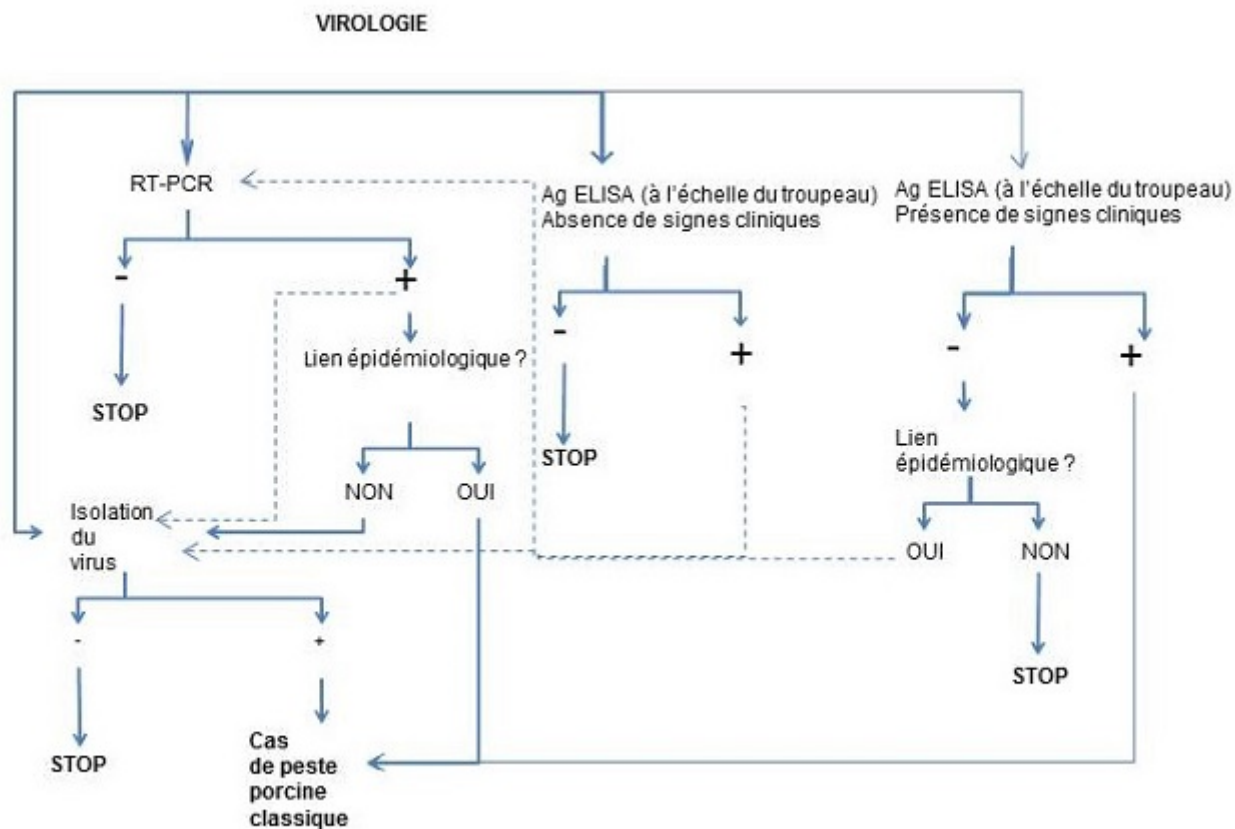 VIROLOGIE
RT-PCR
Ag ELISA (à l'échelle du troupeau)
Absence de signes cliniques
Ag ELISA (à l'échelle du troupeau)
Présence de signes cliniques
-
+
-
+
-
+
Lien épidémiologique ?
STOP
STOP
Lien
épidémiologique ?
NON
OUI
Isolation
du
virus
OUI
NON
-
+
STOP
STOP
Cas
de peste
porcine
classique